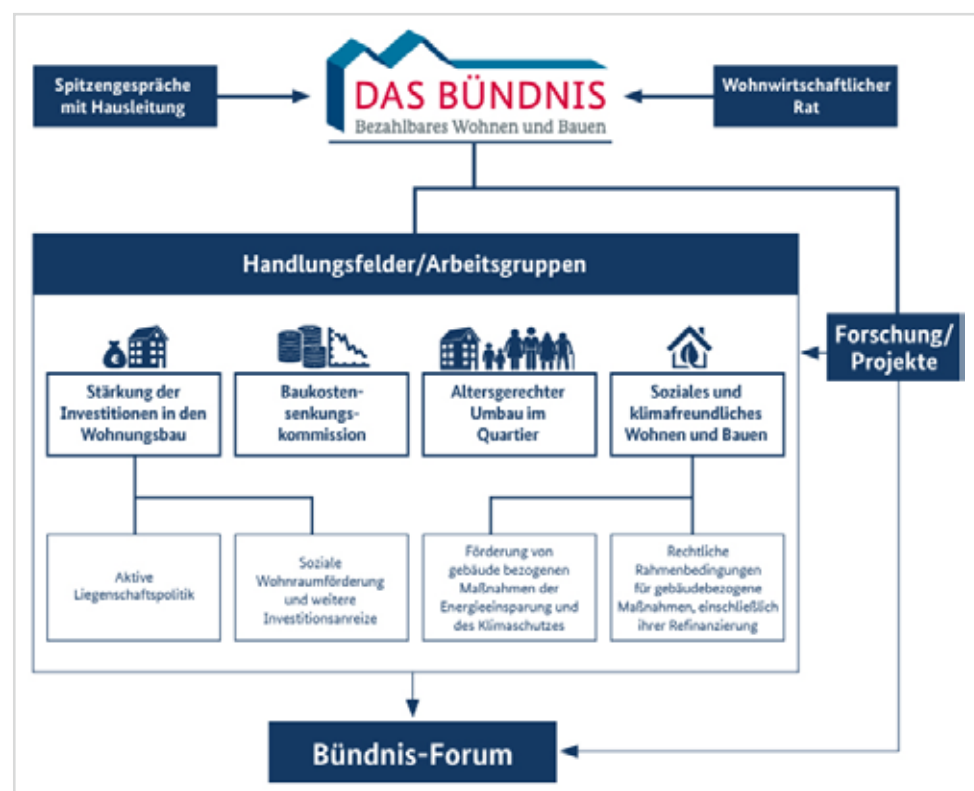 Spitzengespräche
mit Hausleitung
DAS BÜNDNIS
Bezahlbares Wohnen und Bauen
Wohnwirtschaftlicher
Rat
Handlungsfelder/Arbeitsgruppen
Forschung/
Projekte
Stärkung der
Investitionen in den
Wohnungsbau
Baukosten-
senkungs-
kommission
Altersgerechter
Umbau im
Quartier
Soziales und
klimafreundliches
Wohnen und Bauen
Aktive
Liegenschaftspolitik
Soziale
Wohnraumförderung
und weitere
Investitionsanreize
Förderung von
gebäude bezogenen
Maßnahmen der
Energieeinsparung und
des Klimaschutzes
Rechtliche
Rahmenbedingungen
für gebäudebezogene
Maßnahmen, einschließlich
ihrer Refinanzierung
Bündnis-Forum